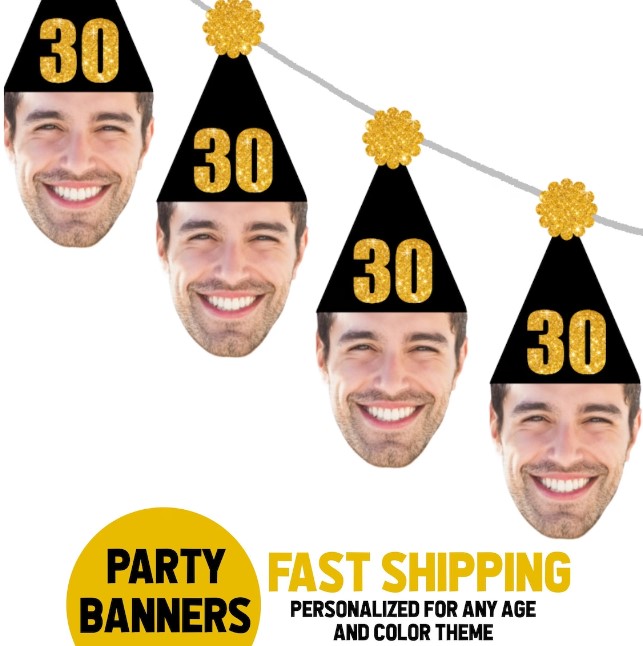 30
30
30
30
PARTY
BANNERS
FAST SHIPPING
PERSONALIZED FOR ANY AGE
AND COLOR THEME